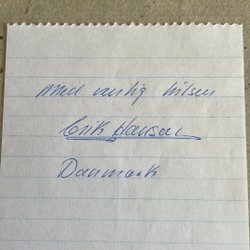 Med venlig hilsen
Erik Hansen
Danmark